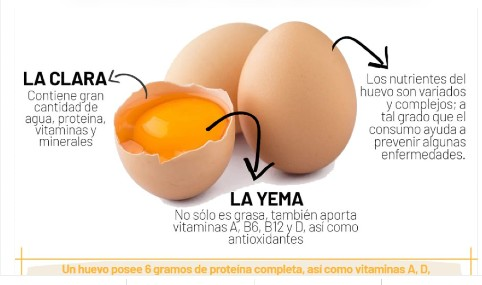 LA CLARA
Contiene gran
cantidad de
agua, proteína,
vitaminas y
minerales
Los nutrientes del
huevo son variados
y complejos; a
tal grado que el
consumo ayuda a
prevenir algunas
enfermedades.
LA YEMA
No sólo es grasa, también aporta
vitaminas A, B6, B12 y D, así como
antioxidantes
Un huevo posee 6 gramos de proteína completa, así como vitaminas A, D,